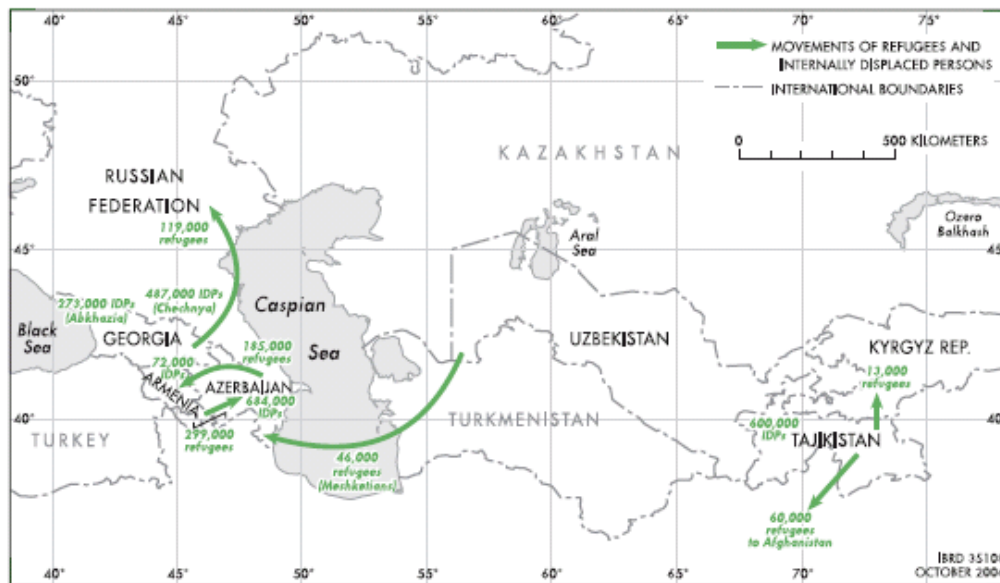 40°
45°
50°
55°
60°
65°
70°
75°
MOVEMENTS OF REFUGEES AND
INTERNALLY DISPLACED PERSONS
INTERNATIONAL BOUNDARIES
50°
50°
0
500 KILOMETERS
KAZAKHSTAN
RUSSIAN
FEDERATION
119,000
refugees
Aral
Sea
Ozero
Balkhash
45°
487,000 IDPs
(Chechnya)
273,000 IDPs
(Abkhazia)
Caspian
Sea
Black
Sea
GEORGIA
185,000
refugees
72,000
IDPs
UZBEKISTAN
KYRGYZ REP.
13,000
refugees
ARMENIA
AZERBAIJAN
684,000
IDPs
40°
TURKMENISTAN
600,000
IDPs
TAJIKISTAN
TURKEY
299,000
refugees
46,000
refugees
(Meshketians)
60,000
refugees
to Afghanistan
IBRD
OCTOBER
40°
45°
50°
55°
60°
65°
70°
75°